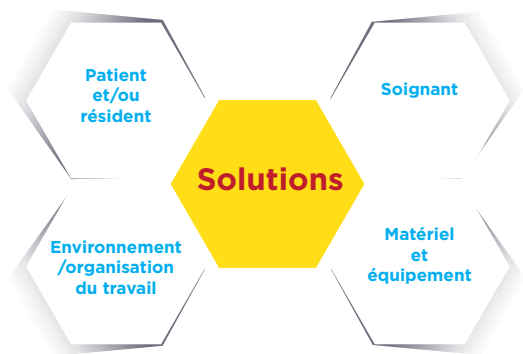 Patient
et/ou
résident
Soignant
Solutions
Environnement
/organisation
du travail
Matériel
et
équipement